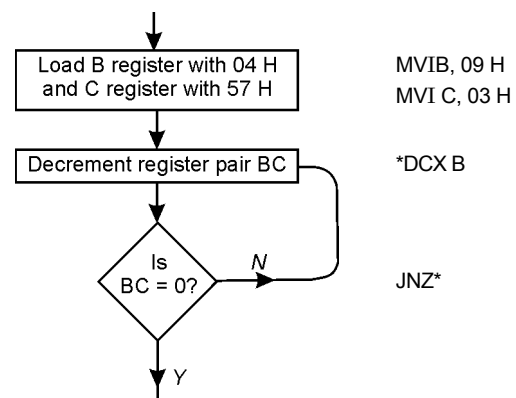 Load B register with 04 H
and C register with 57 H
MVIB, 09 H
MVI C, 03 H
Decrement register pair BC
*DCX B
Is
BC = 0?
N
JNZ*
Y